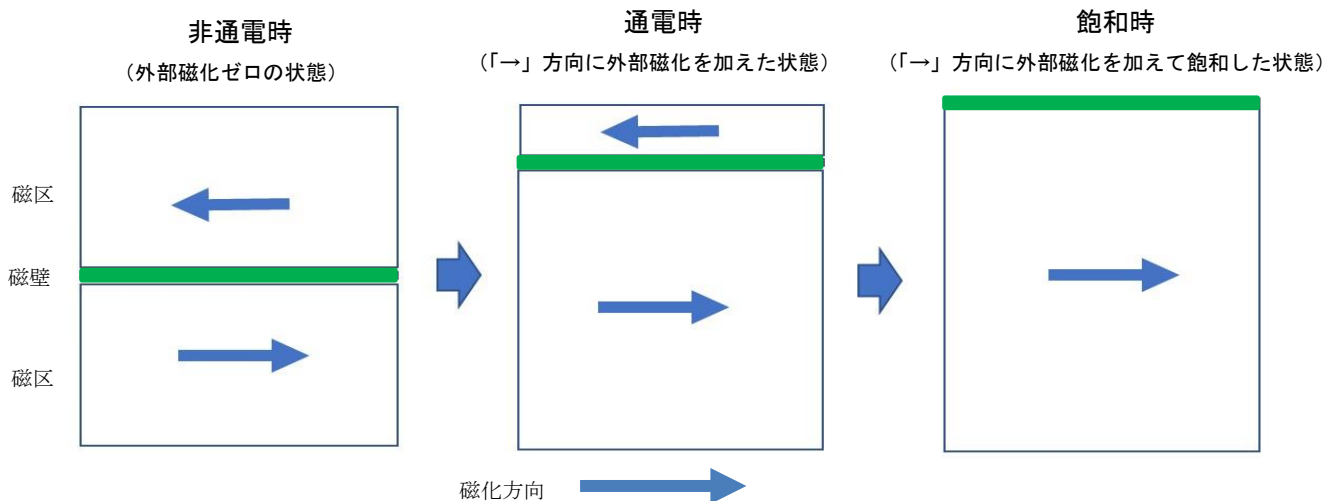 非通電時
（外部磁化ゼロの状態）
通電時
（「→」方向に外部磁化を加えた状態）
飽和時
（「→」方向に外部磁化を加えて飽和した状態）
磁区
磁壁
磁区
磁化方向